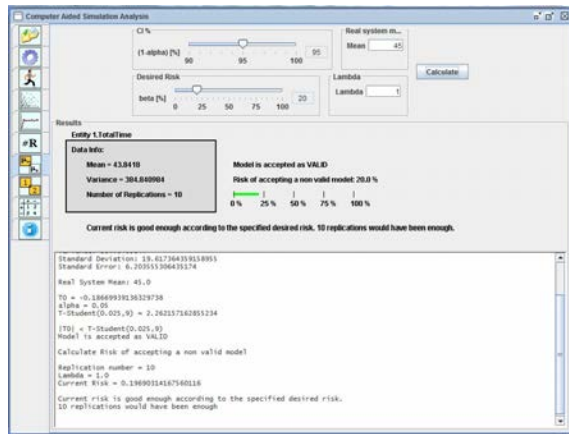 Computer Aided Simulation Analysis
CI %
(1-alpha) [%]
95
90 95 100
Real system m...
Mean 45
Calculate
Desired Risk
beta [%]
20
0 25 50 75 100
Lambda
Lambda 1
Results
Entity 1.TotalTime
Data Info:
Mean = 43.8418
Variance = 384.840984
Number of Replications = 10
Model is accepted as VALID
Risk of accepting a non valid model: 20.0 %
0 % 25 % 50 % 75 % 100 %
Current risk is good enough according to the specified desired risk. 10 replications would have been enough.
Standard Deviation: 19.617364359158955
Standard Error: 6.203555306435174
Real System Mean: 45.0
T0 = -0.18669939136329738
alpha = 0.05
T-Student(0.025,9) = 2.262157162855234
|T0| < T-Student(0.025,9)
Model is accepted as VALID
Calculate Risk of accepting a non valid model
Replication number = 10
Lambda = 1.0
Current Risk = 0.19690314167560116
Current risk is good enough according to the specified desired risk.
10 replications would have been enough